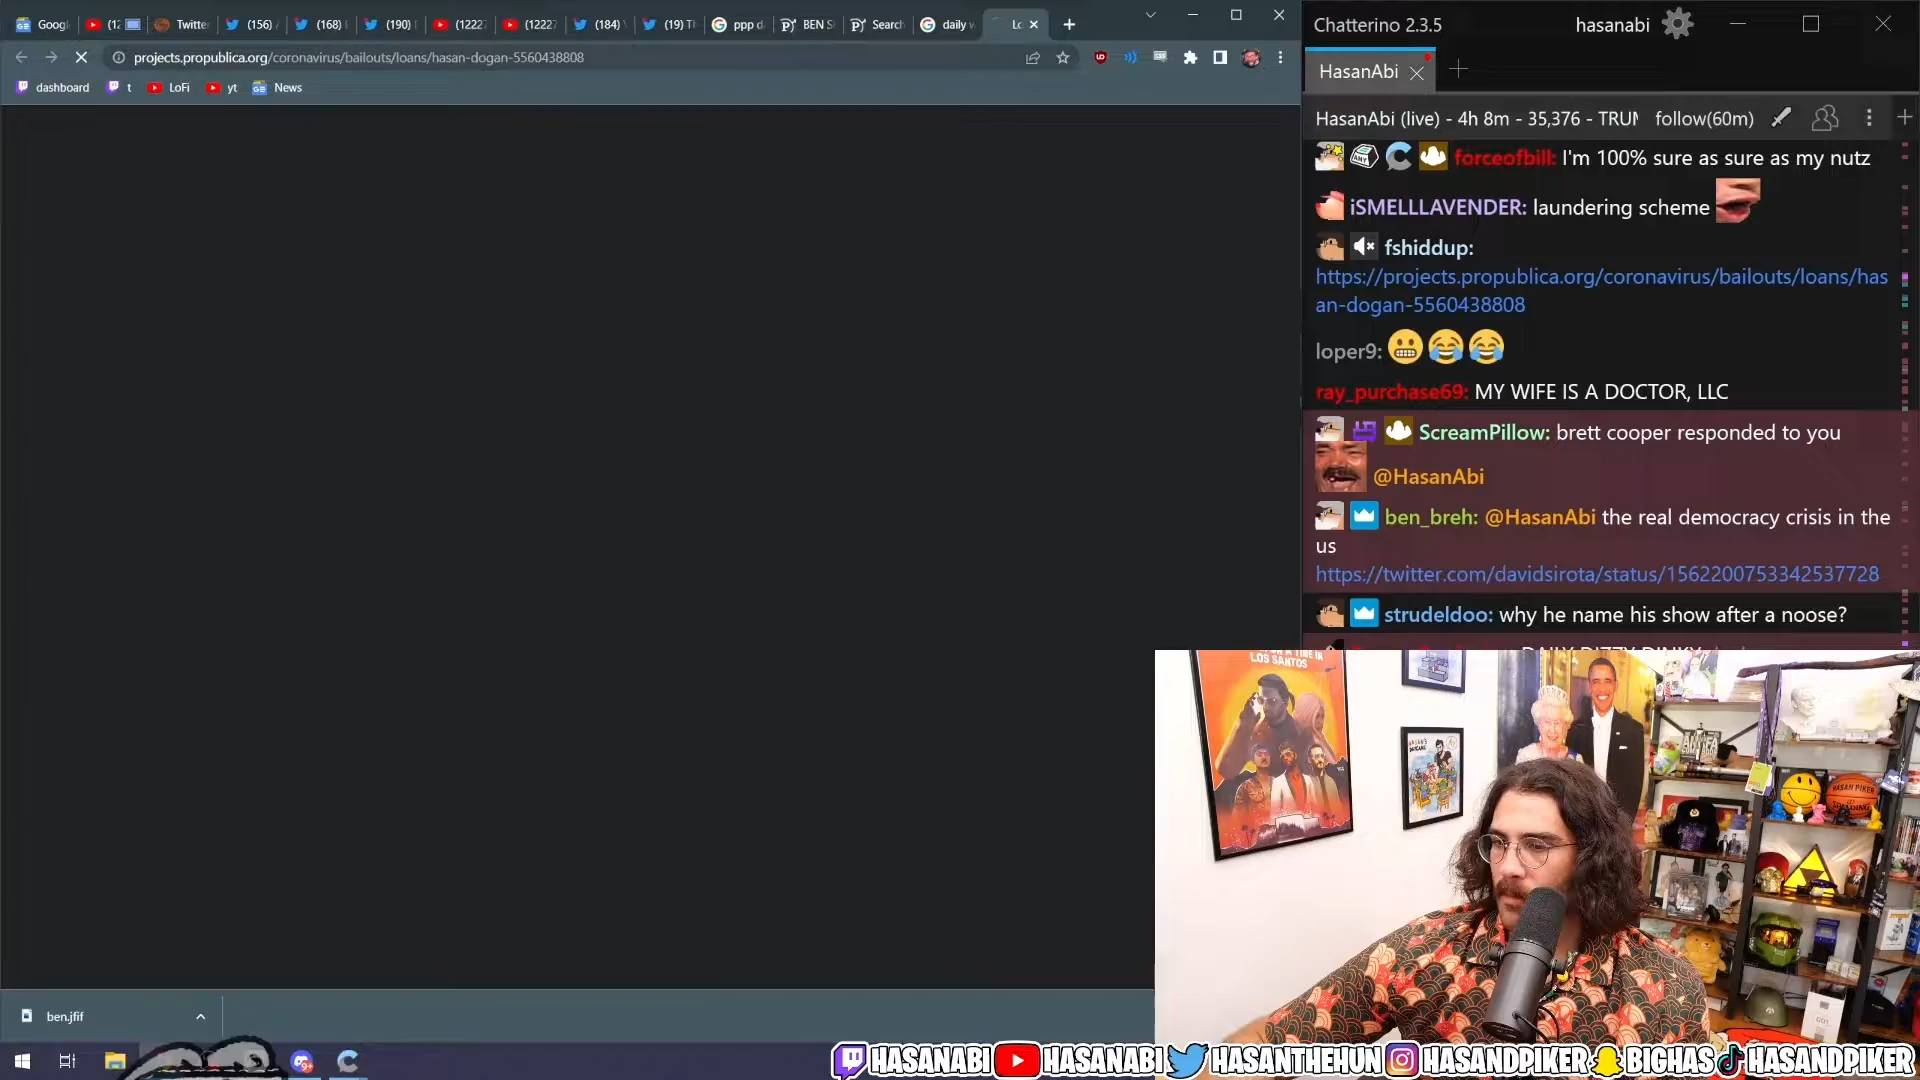 Googl
(12
Twitte
(156)
(168)
(190)
(1222
(1222
(184)
(19) T
ppp d
BEN S
Search
daily w
Lo
projects.propublica.org/coronavirus/bailouts/loans/hasan-dogan-5560438808
dashboard
t
LoFi
yt
News
ben.jfif
Chatterino 2.3.5
hasanabi
HasanAbi
HasanAbi (live) - 4h 8m - 35,376 - TRUM
follow(60m)
forceofbill: I'm 100% sure as sure as my nutz
iSMELLLAVENDER: laundering scheme
fshiddup:
https://projects.propublica.org/coronavirus/bailouts/loans/has
an-dogan-5560438808
loper9: 😬😂😂
ray_purchase69: MY WIFE IS A DOCTOR, LLC
ScreamPillow: brett cooper responded to you
@HasanAbi
ben_breh: @HasanAbi the real democracy crisis in the
us
https://twitter.com/davidsirota/status/1562200753342537728
strudeldoo: why he name his show after a noose?
LOS SANTOS
HASAN PIKER
HASANABI
HASANABI
HASANTHEHUN
HASANDPIKER
BIGHAS
HASANDPIKER